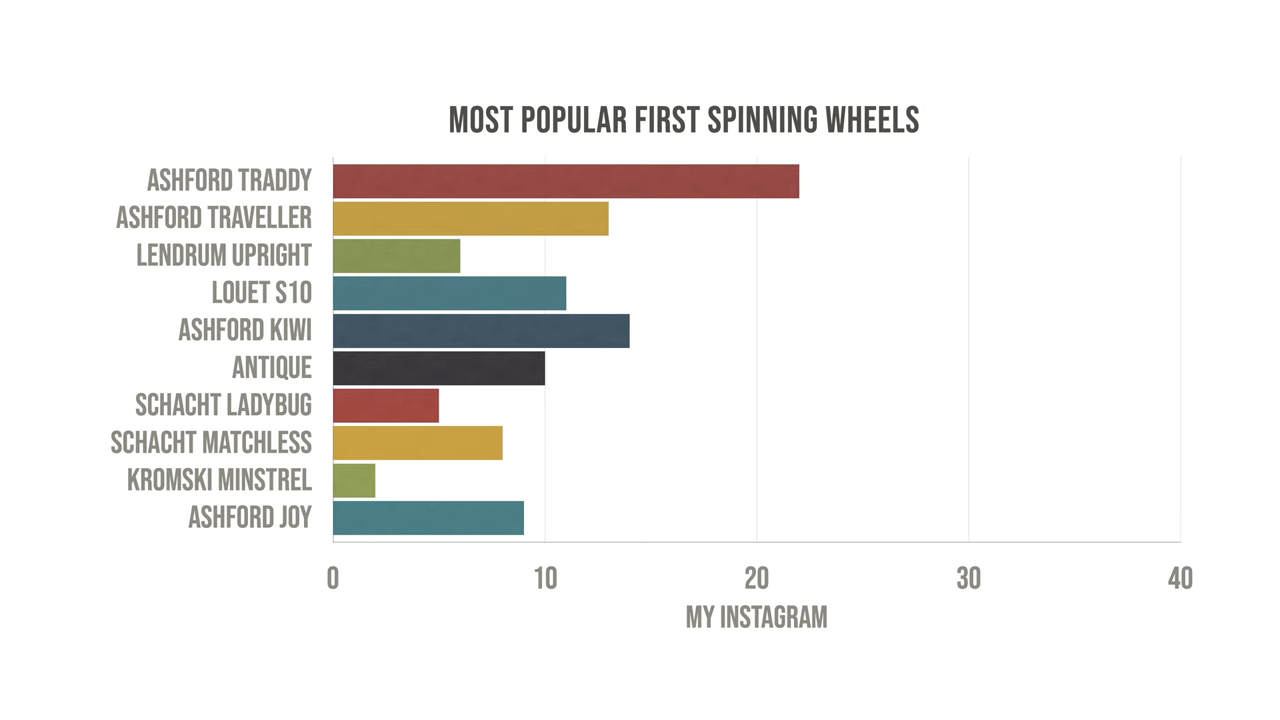 MOST POPULAR FIRST SPINNING WHEELS
ASHFORD TRADDY
ASHFORD TRAVELLER
LENDRUM UPRIGHT
LOUET S10
ASHFORD KIWI
ANTIQUE
SCHACHT LADYBUG
SCHACHT MATCHLESS
KROMSKI MINSTREL
ASHFORD JOY
0 10 20 30 40
MY INSTAGRAM